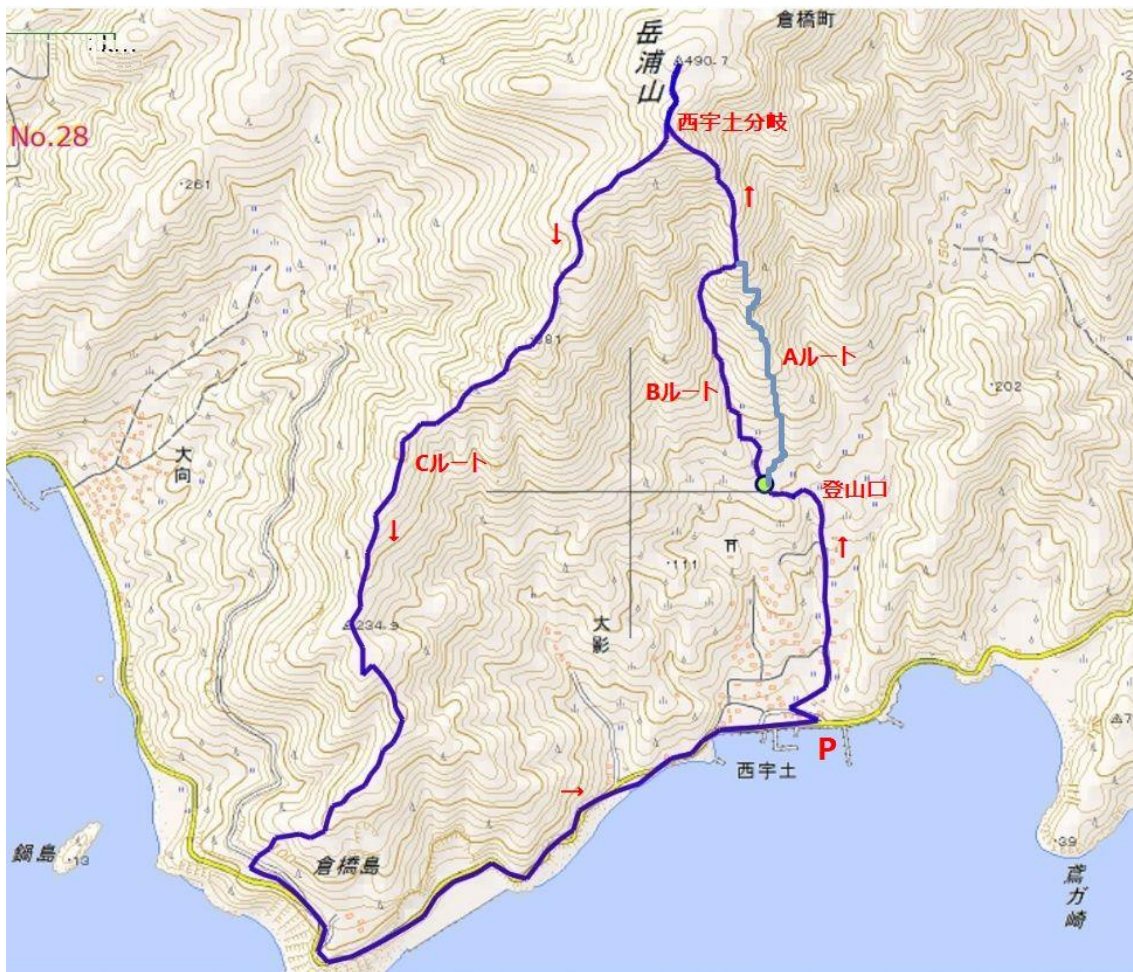 倉橋町
岳浦山
490.7
No.28
西宇土分岐
261
↑
↓
150
200
381
Aルート
Bルート
202
大向
Cルート
登山口
↓
↑
111
大影
234.9
P
西宇土
→
鍋島
13
倉橋島
39
鳶ガ崎